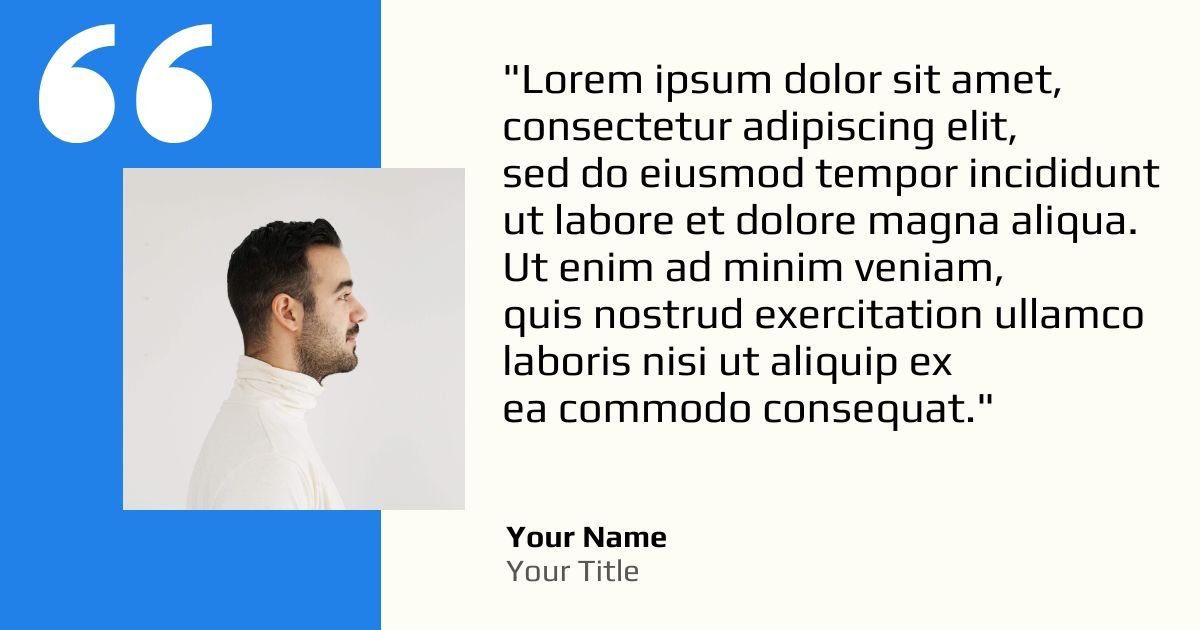 "Lorem ipsum dolor sit amet,
consectetur adipiscing elit,
sed do eiusmod tempor incididunt
ut labore et dolore magna aliqua.
Ut enim ad minim veniam,
quis nostrud exercitation ullamco
laboris nisi ut aliquip ex
ea commodo consequat."
Your Name
Your Title